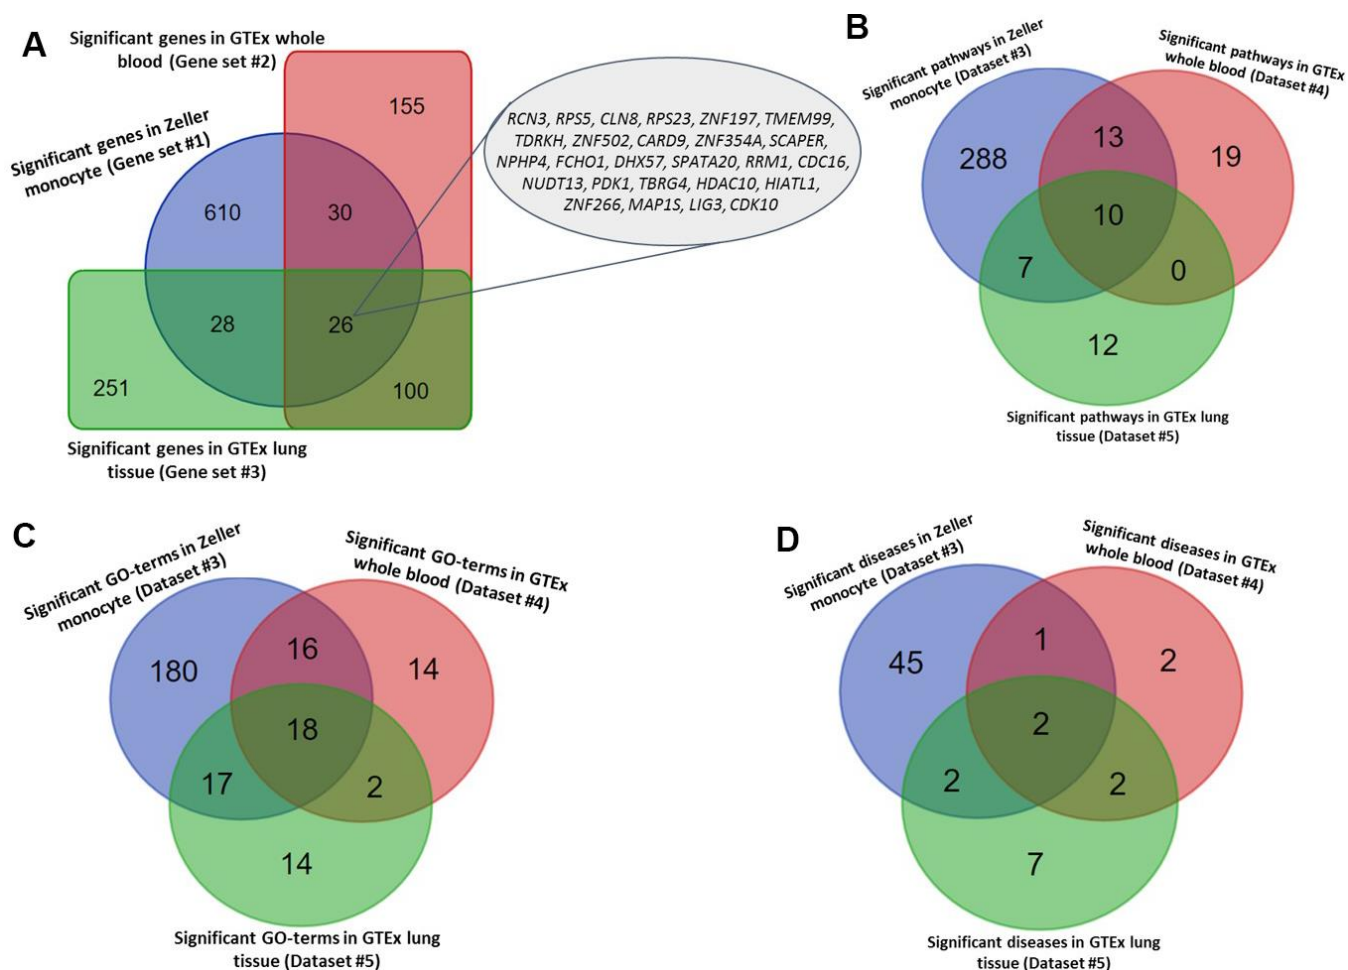 A
Significant genes in GTEx whole
blood (Gene set #2)
Significant genes in Zeller
monocyte (Gene set #1)
155
610
30
28
26
251
100
Significant genes in GTEx lung
tissue (Gene set #3)
RCN3, RPS5, CLN8, RPS23, ZNF197, TMEM99,
TDRKH, ZNF502, CARD9, ZNF354A, SCAPER,
NPHP4, FCHO1, DHX57, SPATA20, RRM1, CDC16,
NUDT13, PDK1, TBRG4, HDAC10, HIATL1,
ZNF266, MAP1S, LIG3, CDK10
B
Significant pathways in Zeller
monocyte (Dataset #3)
Significant pathways in GTEx
whole blood (Dataset #4)
288
13
19
10
7
0
12
Significant pathways in GTEx lung
tissue (Dataset #5)
C
Significant GO-terms in Zeller
monocyte (Dataset #3)
Significant GO-terms in GTEx
whole blood (Dataset #4)
180
16
14
18
17
2
14
Significant GO-terms in GTEx lung
tissue (Dataset #5)
D
Significant diseases in Zeller
monocyte (Dataset #3)
Significant diseases in GTEx
whole blood (Dataset #4)
45
1
2
2
2
2
7
Significant diseases in GTEx lung
tissue (Dataset #5)